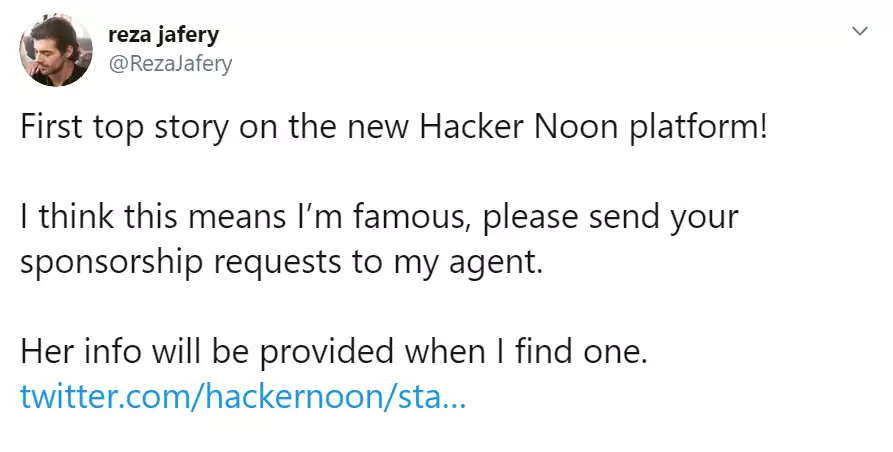 reza jafery
@RezaJafery
First top story on the new Hacker Noon platform!
I think this means I’m famous, please send your
sponsorship requests to my agent.
Her info will be provided when I find one.
twitter.com/hackernoon/sta...